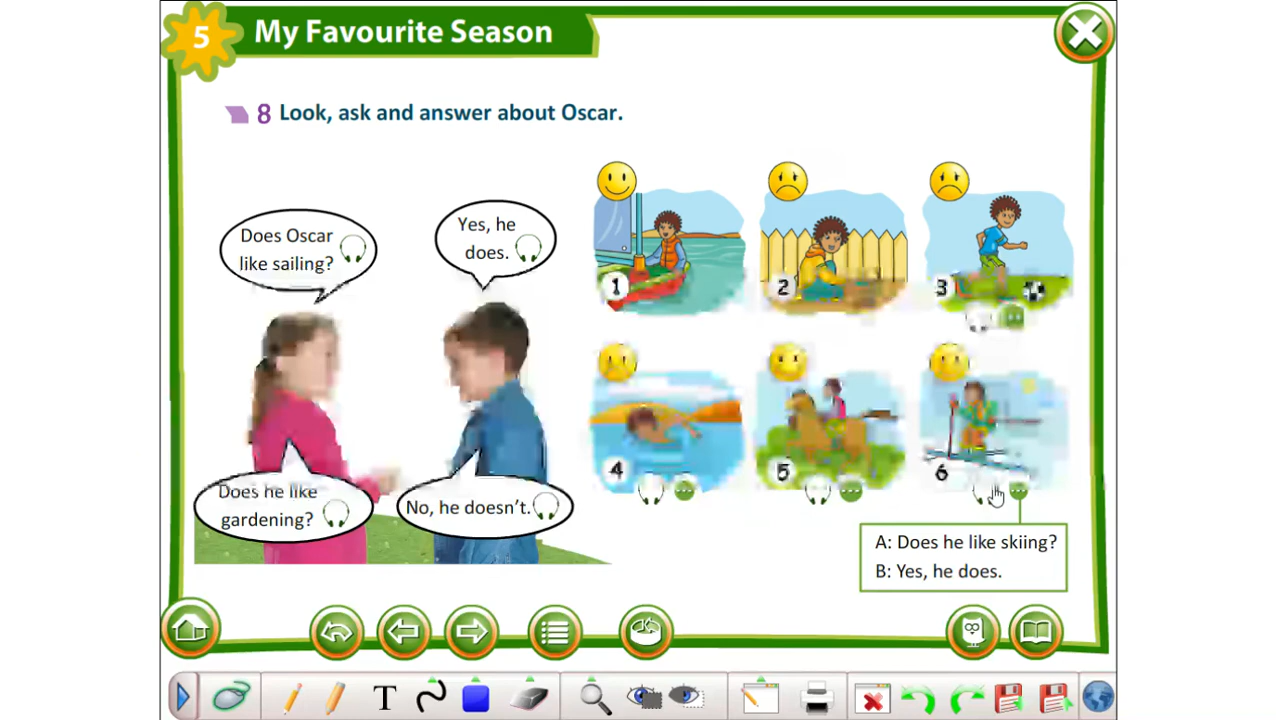 5
My Favourite Season
8 Look, ask and answer about Oscar.
Does Oscar
like sailing?
Yes, he
does.
Does he like
gardening?
No, he doesn't.
1
2
3
4
5
6
A: Does he like skiing?
B: Yes, he does.
T